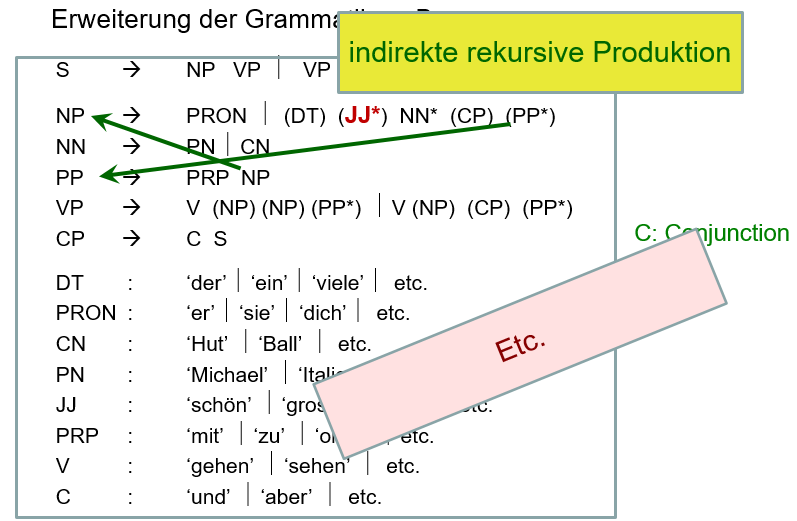 Erweiterung der Grammatik
indirekte rekursive Produktion
S → NP VP | VP
NP → PRON | (DT) (JJ*) NN* (CP) (PP*)
NN → PN | CN
PP → PRP NP
VP → V (NP) (NP) (PP*) | V (NP) (CP) (PP*)
CP → C S
C: Conjunction
DT : ‘der’ | ‘ein’ | ‘viele’ | etc.
PRON : ‘er’ | ‘sie’ | ‘dich’ | etc.
CN : ‘Hut’ | ‘Ball’ | etc.
Etc.
PN : ‘Michael’ |
JJ : ‘schön’ | etc.
PRP : ‘mit’ | ‘zu’ | etc.
V : ‘gehen’ | ‘sehen’ | etc.
C : ‘und’ | ‘aber’ | etc.